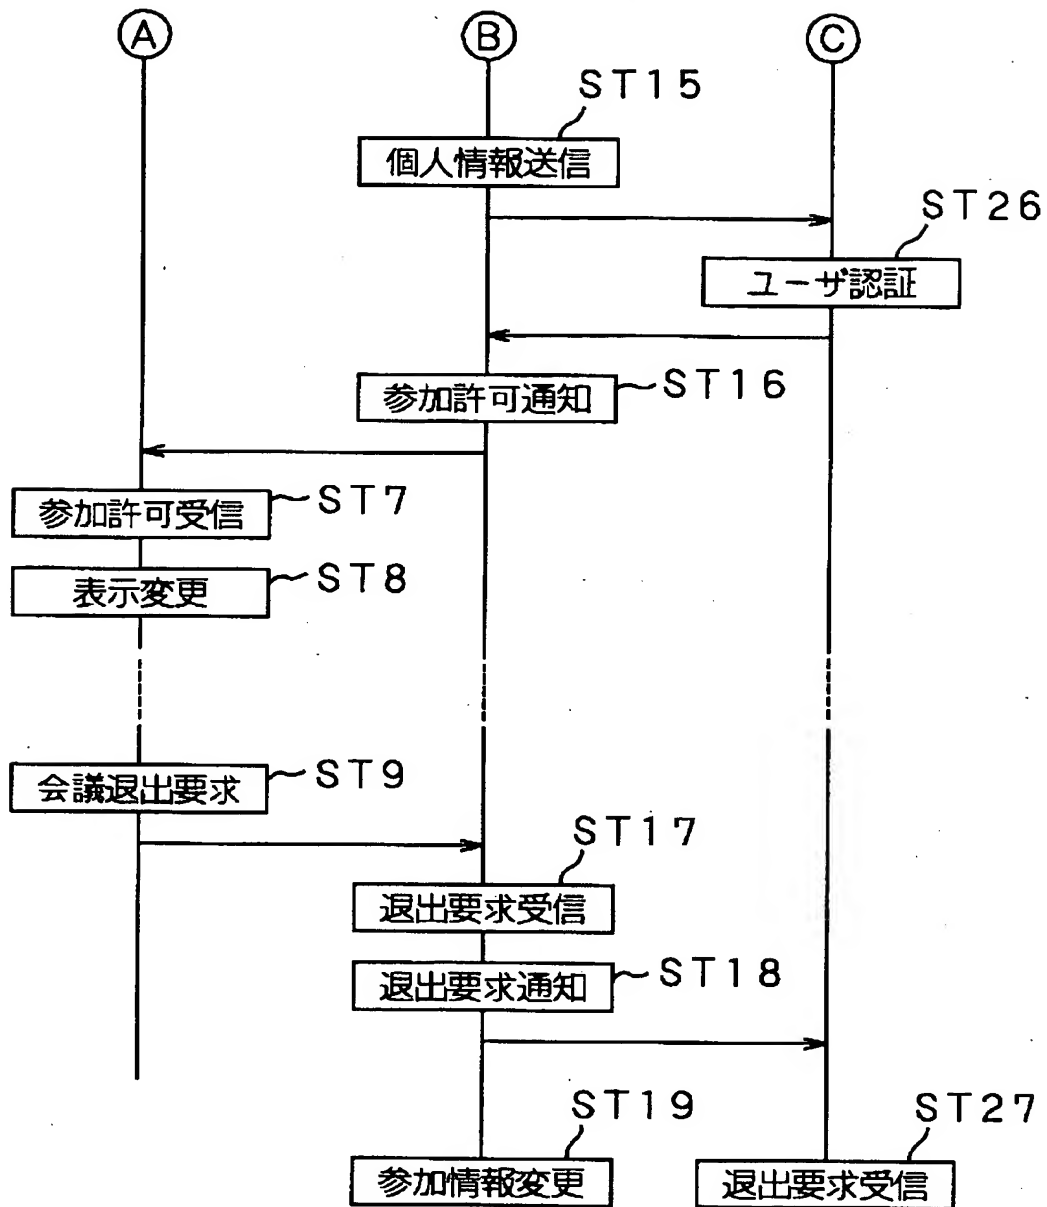 A B C
ST15
個人情報送信
ST26
ユーザ認証
参加許可通知 ST16
参加許可受信 ST7
表示変更 ST8
会議退出要求 ST9
ST17
退出要求受信
退出要求通知 ST18
ST19 ST27
参加情報変更 退出要求受信